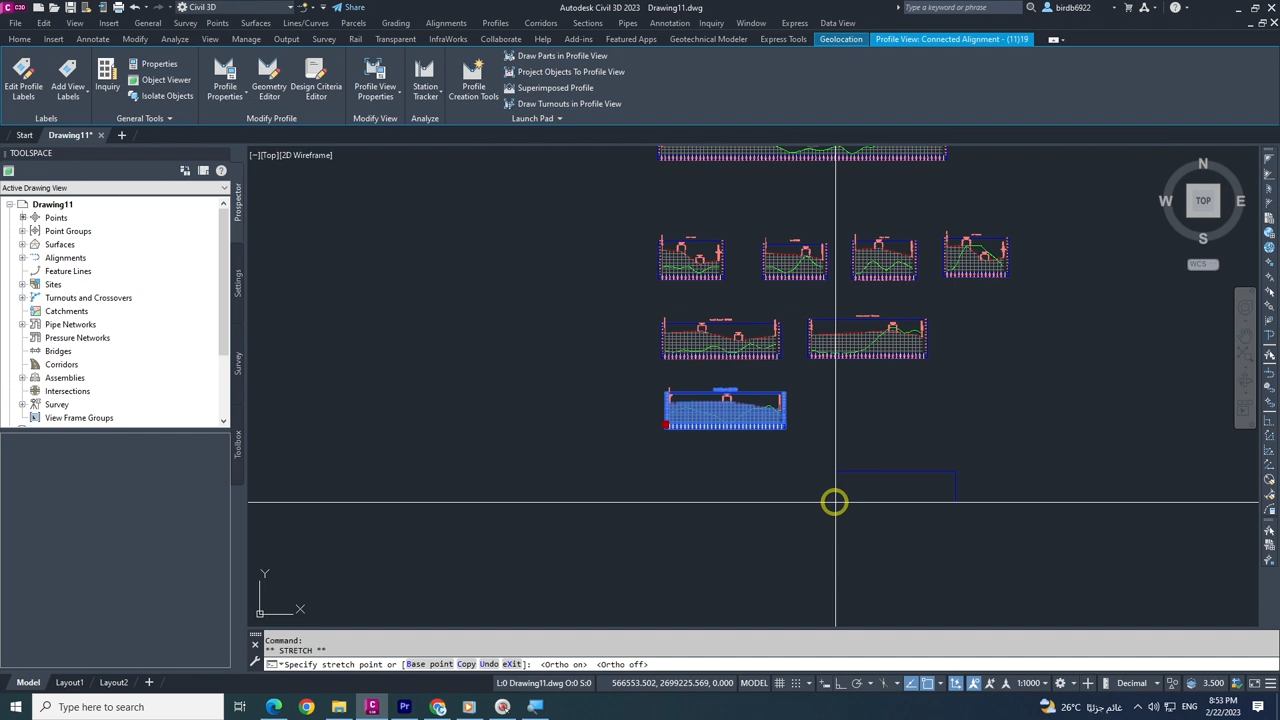 C3D Civil 3D Share Autodesk Civil 3D 2023 Drawing11.dwg Type a keyword or phrase birdb6922
File Edit View Insert General Survey Points Surfaces Lines/Curves Parcels Grading Alignments Profiles Corridors Sections Pipes Annotation Inquiry Window Express Data View
Home Insert Annotate Modify Analyze View Manage Output Survey Rail Transparent InfraWorks Collaborate Help Add-ins Featured Apps Geotechnical Modeler Express Tools Geolocation Profile View: Connected Alignment - (11)19
Edit Profile Labels
Add View Labels
Labels
Inquiry
Properties
Object Viewer
Isolate Objects
General Tools
Profile Properties
Geometry Editor
Design Criteria Editor
Modify Profile
Profile View Properties
Modify View
Station Tracker
Analyze
Profile Creation Tools
Draw Parts in Profile View
Project Objects To Profile View
Superimposed Profile
Draw Turnouts in Profile View
Launch Pad
Start Drawing11*
TOOLSPACE
Active Drawing View
Drawing11
Points
Point Groups
Surfaces
Alignments
Feature Lines
Sites
Turnouts and Crossovers
Catchments
Pipe Networks
Pressure Networks
Bridges
Corridors
Assemblies
Intersections
Survey
View Frame Groups
Prospector
Settings
Survey
Toolbox
[−][Top][2D Wireframe]
N
W TOP E
S
WCS
Y
X
Command:
** STRETCH **
Specify stretch point or [Base point Copy Undo eXit]: <Ortho on> <Ortho off>
Model Layout1 Layout2 L:0 Drawing11.dwg O:0 S:0 566553.502, 2699225.569, 0.000 MODEL 1:1000 Decimal 3.500
Type here to search 26°C غائم جزئيًا 8:53 PM
2/22/2023